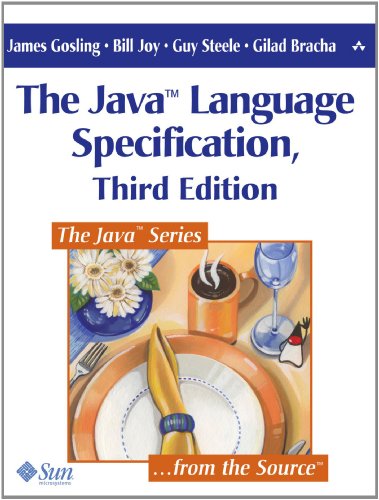 James Gosling • Bill Joy • Guy Steele • Gilad Bracha
The Java™ Language
Specification,
Third Edition
The Java™ Series
...from the Source™
Sun
microsystems